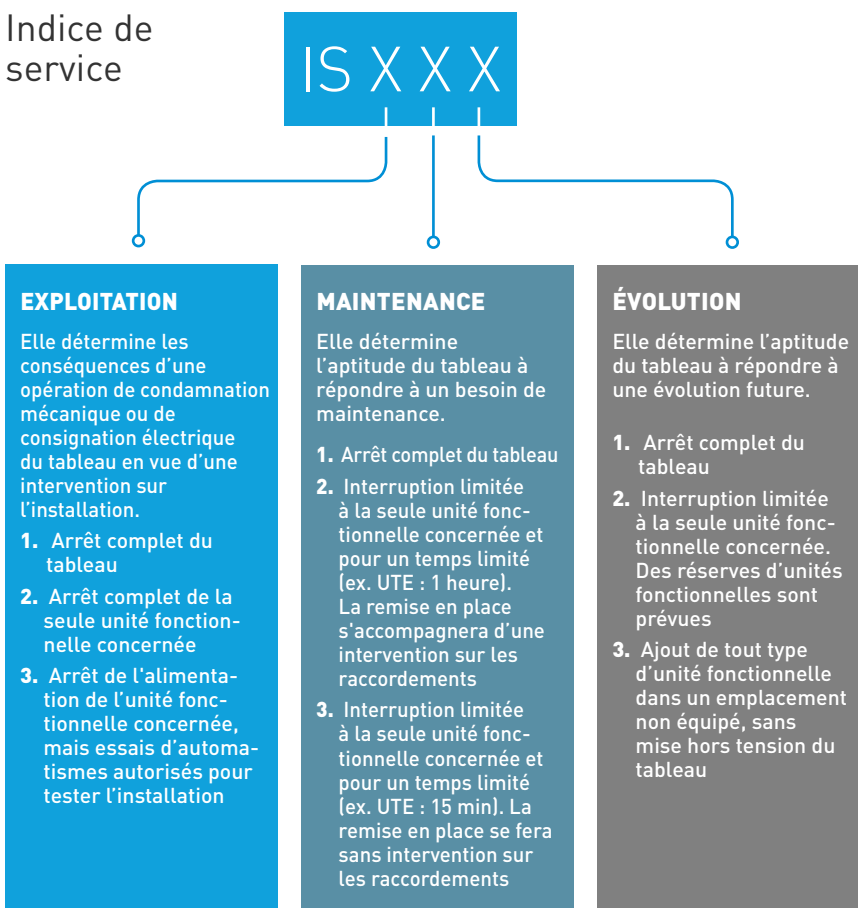 Indice de
service
IS X X X
EXPLOITATION
Elle détermine les
conséquences d’une
opération de condamnation
mécanique ou de
consignation électrique
du tableau en vue d’une
intervention sur
l’installation.
1. Arrêt complet du
tableau
2. Arrêt complet de la
seule unité fonction-
nelle concernée
3. Arrêt de l'alimenta-
tion de l’unité fonc-
tionnelle concernée,
mais essais d’automa-
tismes autorisés pour
tester l’installation
MAINTENANCE
Elle détermine
l’aptitude du tableau à
répondre à un besoin de
maintenance.
1. Arrêt complet du tableau
2. Interruption limitée
à la seule unité fonc-
tionnelle concernée et
pour un temps limité
(ex. UTE : 1 heure).
La remise en place
s'accompagnera d’une
intervention sur les
raccordements
3. Interruption limitée
à la seule unité fonc-
tionnelle concernée et
pour un temps limité
(ex. UTE : 15 min). La
remise en place se fera
sans intervention sur
les raccordements
ÉVOLUTION
Elle détermine l’aptitude
du tableau à répondre à
une évolution future.
1. Arrêt complet du
tableau
2. Interruption limitée
à la seule unité fonc-
tionnelle concernée.
Des réserves d’unités
fonctionnelles sont
prévues
3. Ajout de tout type
d’unité fonctionnelle
dans un emplacement
non équipé, sans
mise hors tension du
tableau